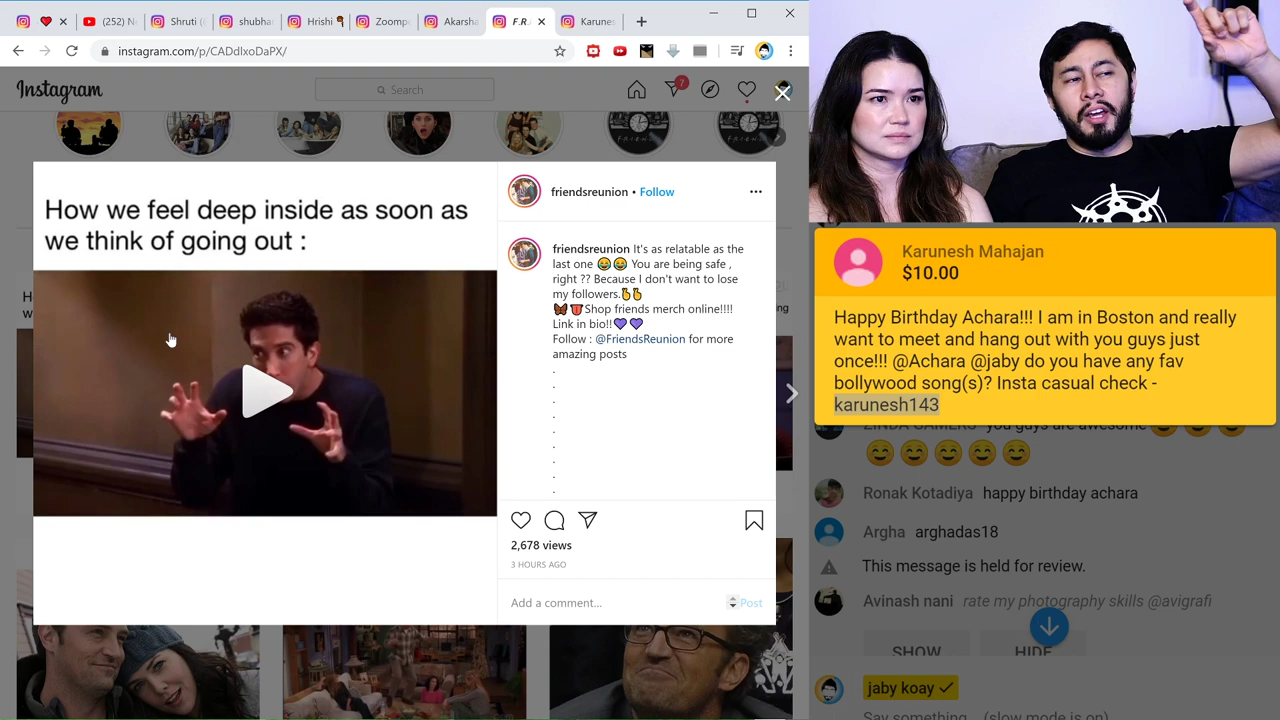 (252) N
Shruti (
shubha
Hrishi
Zoomp
Akarsha
F.R.
Karunes
instagram.com/p/CADdIxoDaPX/
Instagram
Search
7
How we feel deep inside as soon as
we think of going out :
friendsreunion • Follow
friendsreunion It's as relatable as the
last one 😂😂 You are being safe ,
right ?? Because I don't want to lose
my followers.
Shop friends merch online!!!!
Link in bio!!💜💜
Follow : @FriendsReunion for more
amazing posts
.
.
.
.
.
.
.
.
.
2,678 views
3 HOURS AGO
Add a comment...
Post
Karunesh Mahajan
$10.00
Happy Birthday Achara!!! I am in Boston and really
want to meet and hang out with you guys just
once!!! @Achara @jaby do you have any fav
bollywood song(s)? Insta casual check -
karunesh143
ZINDA GAMERS you guys are awesome
Ronak Kotadiya happy birthday achara
Argha arghadas18
This message is held for review.
Avinash nani rate my photography skills @avigrafi
SHOW
HIDE
jaby koay
Say something... (slow mode is on)